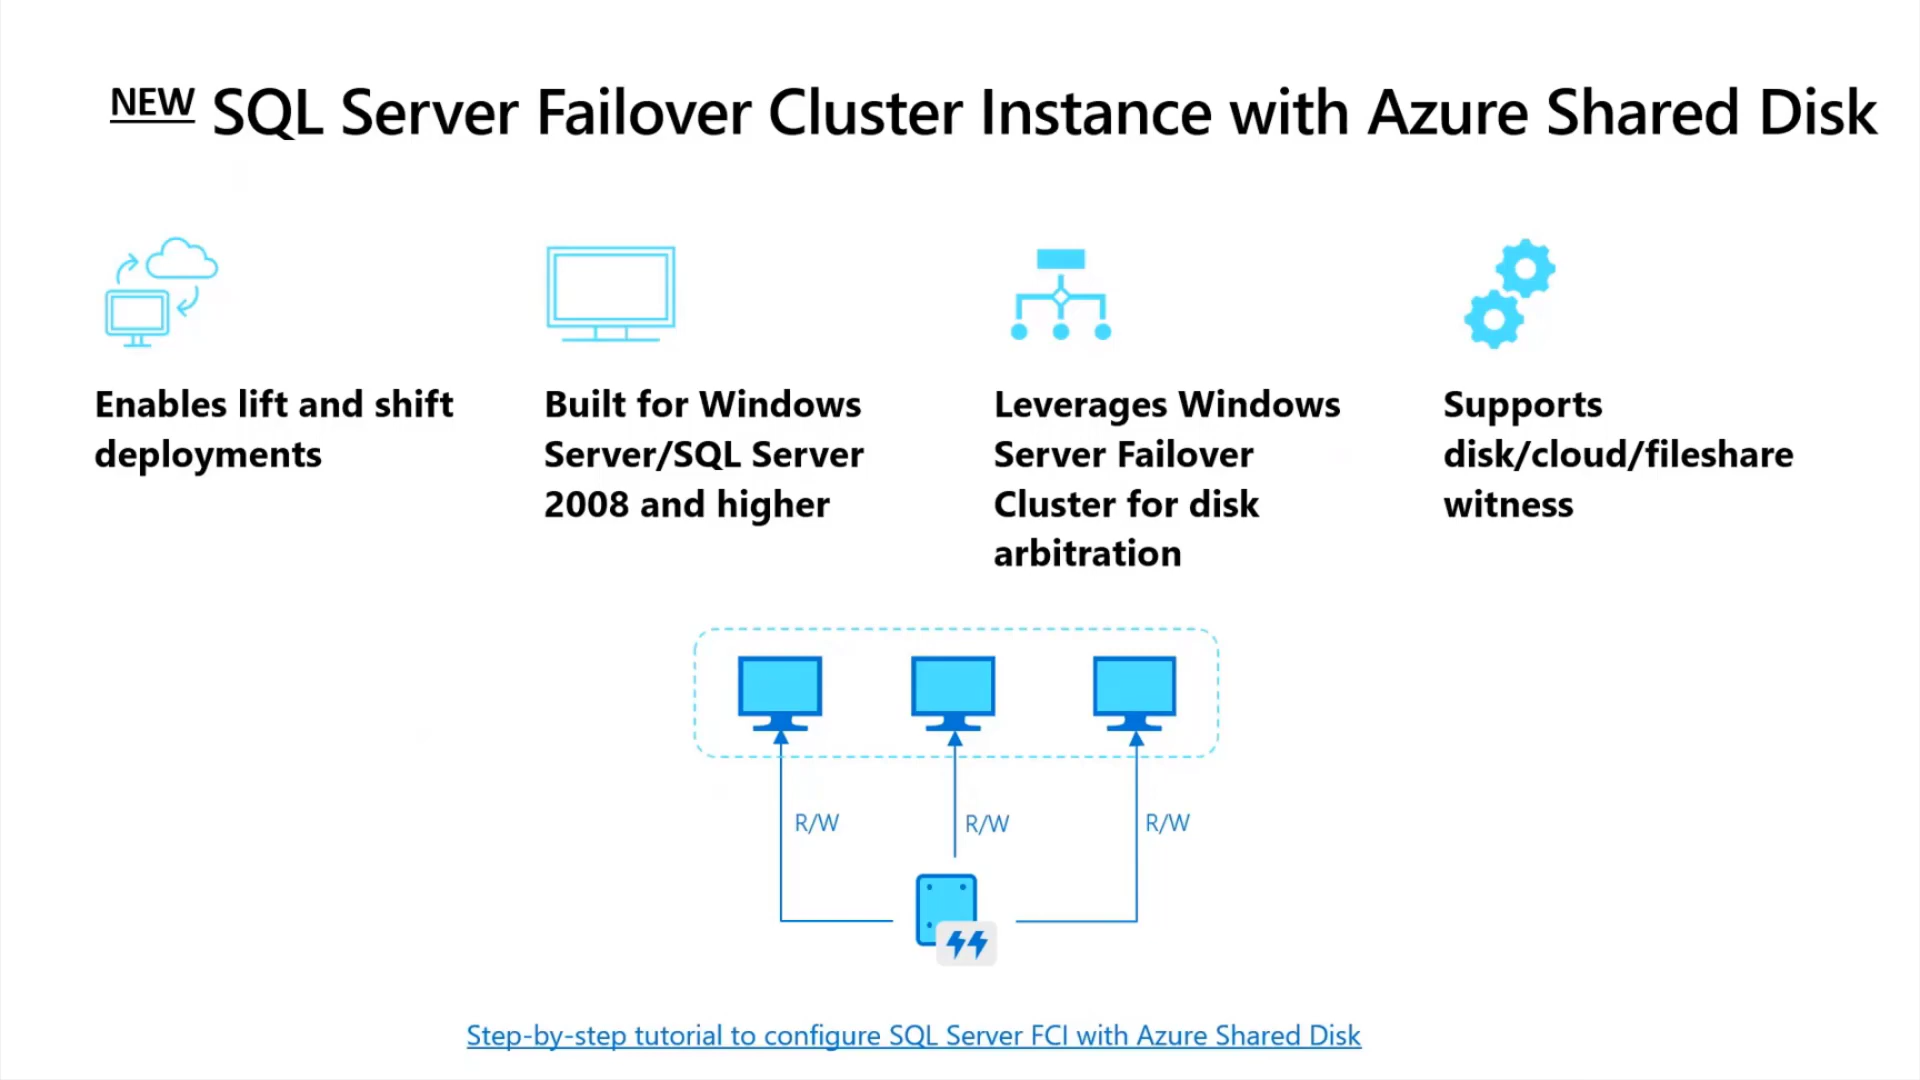 NEW SQL Server Failover Cluster Instance with Azure Shared Disk
Enables lift and shift
deployments
Built for Windows
Server/SQL Server
2008 and higher
Leverages Windows
Server Failover
Cluster for disk
arbitration
Supports
disk/cloud/fileshare
witness
R/W
R/W
R/W
Step-by-step tutorial to configure SQL Server FCI with Azure Shared Disk